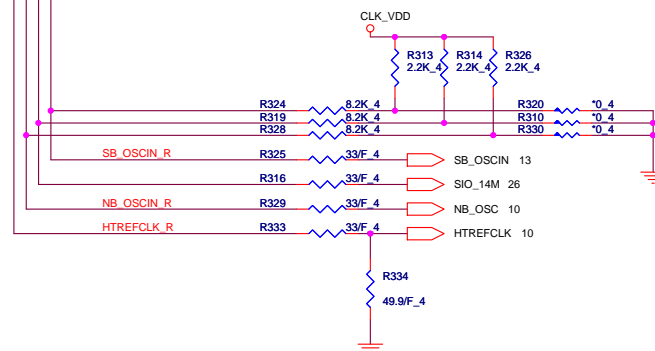 CLK_VDD
R313 R314 R326
2.2K_4 2.2K_4 2.2K_4
R324 8.2K_4 R320 *0_4
R319 8.2K_4 R310 *0_4
R328 8.2K_4 R330 *0_4
SB_OSCIN_R R325 33/F_4 SB_OSCIN 13
R316 33/F_4 SIO_14M 26
NB_OSCIN_R R329 33/F_4 NB_OSC 10
HTREFCLK_R R333 33/F_4 HTREFCLK 10
R334
49.9/F_4